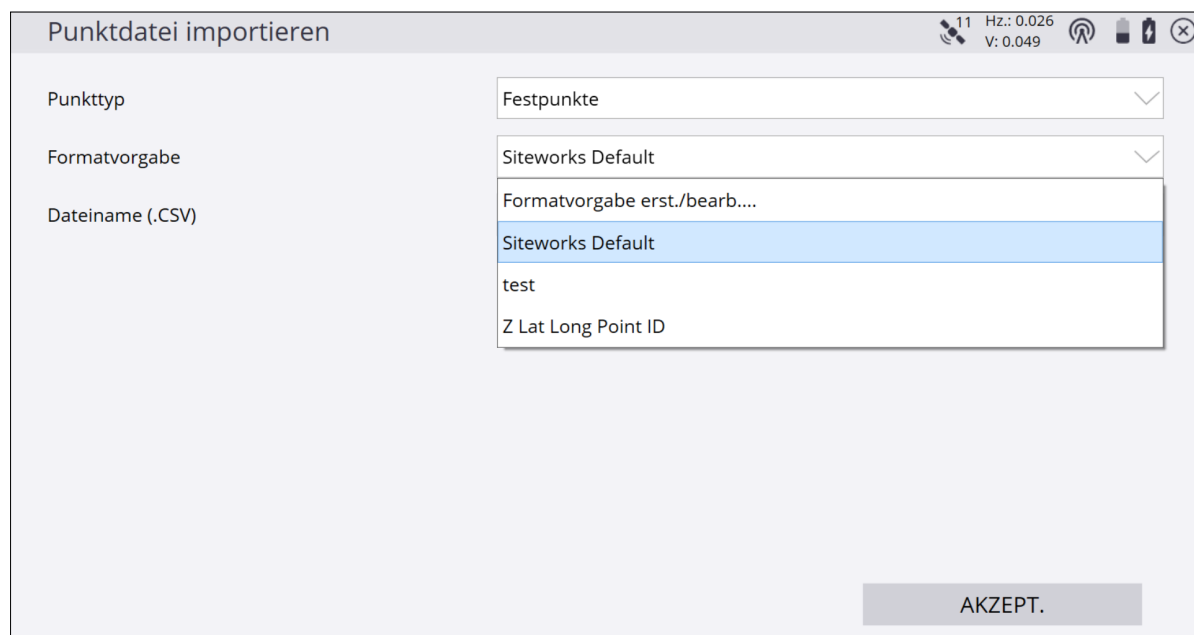 Punktdatei importieren
11
Hz.: 0.026
V: 0.049
Punkttyp
Festpunkte
Formatvorgabe
Siteworks Default
Formatvorgabe erst./bearb....
Dateiname (.CSV)
Siteworks Default
test
Z Lat Long Point ID
AKZEPT.